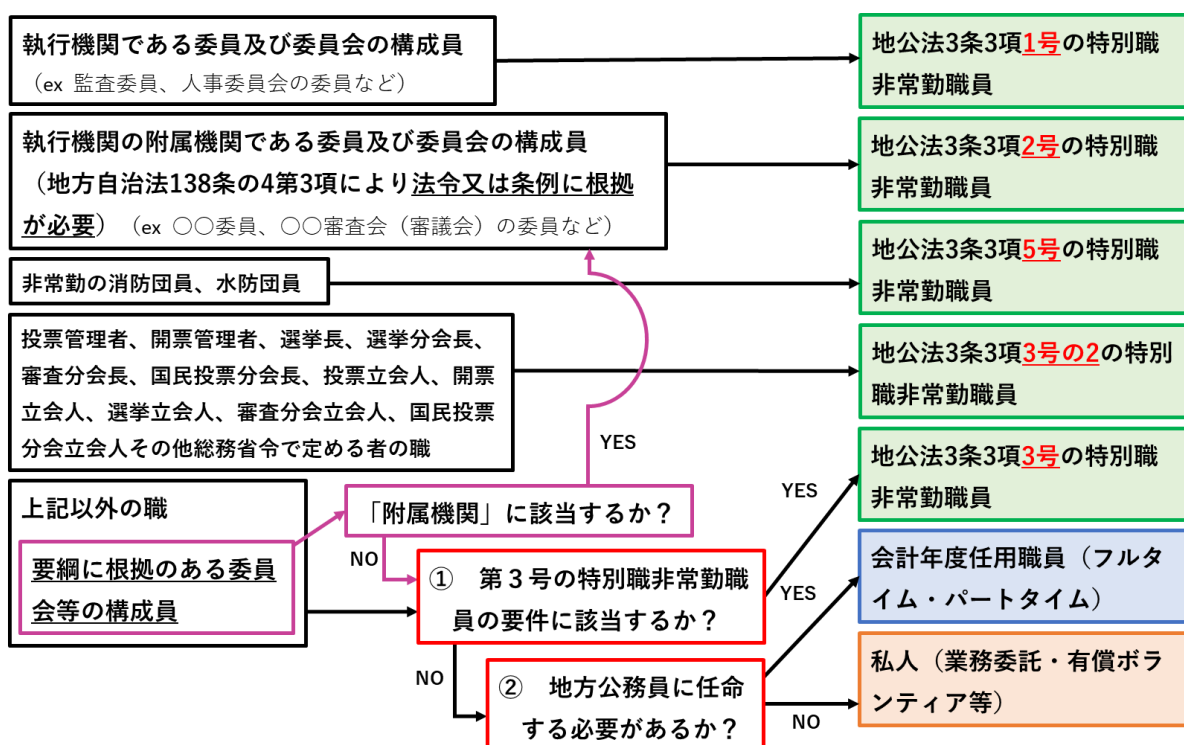 執行機関である委員及び委員会の構成員
（ex 監査委員、人事委員会の委員など）
地公法3条3項1号の特別職
非常勤職員
執行機関の附属機関である委員及び委員会の構成員
（地方自治法138条の4第3項により法令又は条例に根拠
が必要）（ex 〇〇委員、〇〇審査会（審議会）の委員など）
地公法3条3項2号の特別職
非常勤職員
非常勤の消防団員、水防団員
地公法3条3項5号の特別職
非常勤職員
投票管理者、開票管理者、選挙長、選挙分会長、
審査分会長、国民投票分会長、投票立会人、開票
立会人、選挙立会人、審査分会立会人、国民投票
分会立会人その他総務省令で定める者の職
地公法3条3項3号の2の特別
職非常勤職員
YES
上記以外の職
要綱に根拠のある委員
会等の構成員
「附属機関」に該当するか？
NO
YES
地公法3条3項3号の特別職
非常勤職員
①　第３号の特別職非常勤職
員の要件に該当するか？
NO
YES
会計年度任用職員（フルタ
イム・パートタイム）
②　地方公務員に任命
する必要があるか？
NO
私人（業務委託・有償ボラ
ンティア等）